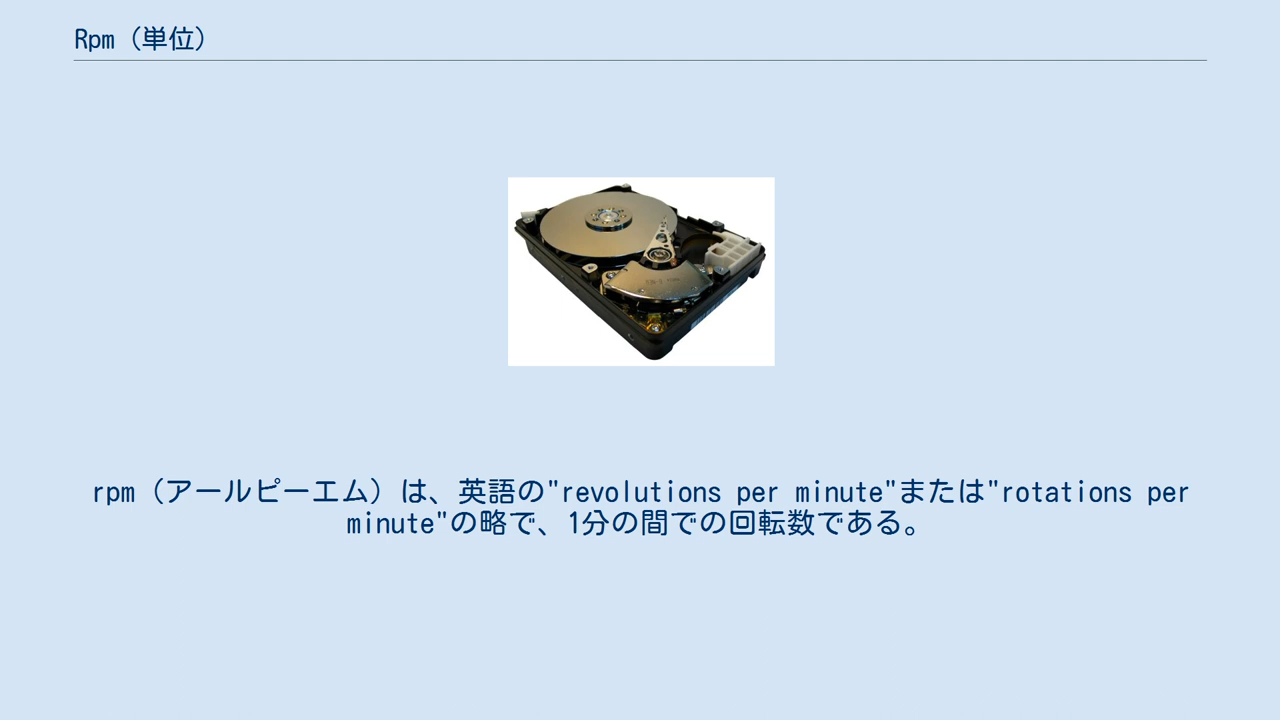 Rpm（単位）
rpm（アールピーエム）は、英語の"revolutions per minute"または"rotations per
minute"の略で、1分の間での回転数である。